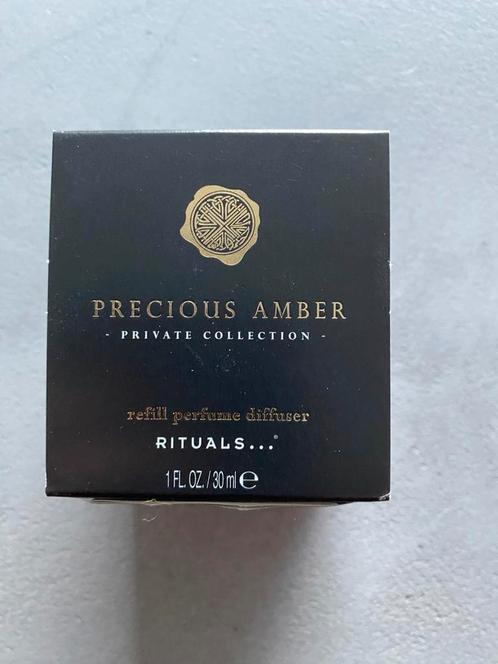 PRECIOUS AMBER
- PRIVATE COLLECTION -
refill perfume diffuser
RITUALS...®
1 FL. OZ./30 ml ℮